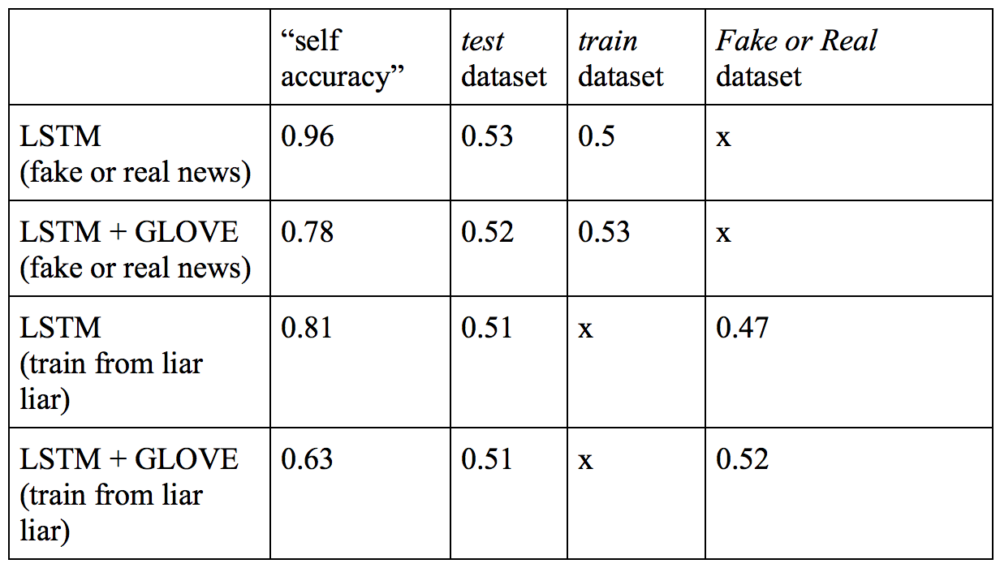 “self
accuracy”
test
dataset
train
dataset
Fake or Real
dataset
LSTM
(fake or real news)
0.96
0.53
0.5
x
LSTM + GLOVE
(fake or real news)
0.78
0.52
0.53
x
LSTM
(train from liar
liar)
0.81
0.51
x
0.47
LSTM + GLOVE
(train from liar
liar)
0.63
0.51
x
0.52